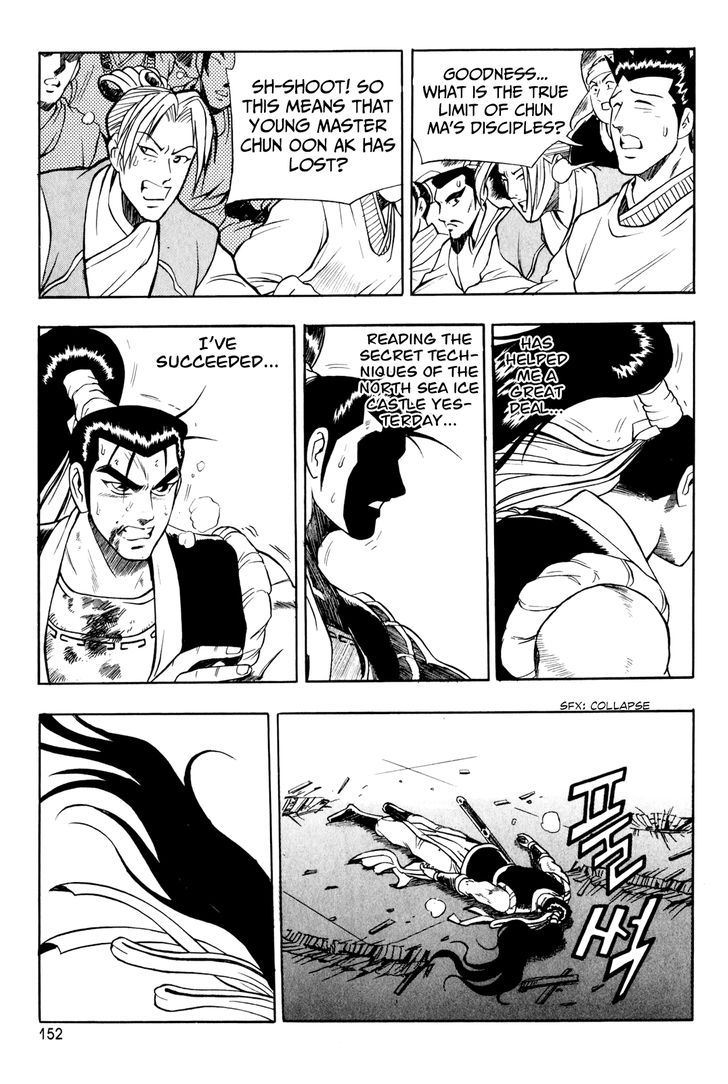 SH-SHOOT! SO
THIS MEANS THAT
YOUNG MASTER
CHUN OON AK HAS
LOST?
GOODNESS...
WHAT IS THE TRUE
LIMIT OF CHUN
MA'S DISCIPLES?
I'VE
SUCCEEDED...
READING THE
SECRET TECH-
NIQUES OF THE
NORTH SEA ICE
CASTLE YES-
TERDAY...
HAS
HELPED
ME A
GREAT
DEAL...
SFX: COLLAPSE
풀
썩
152